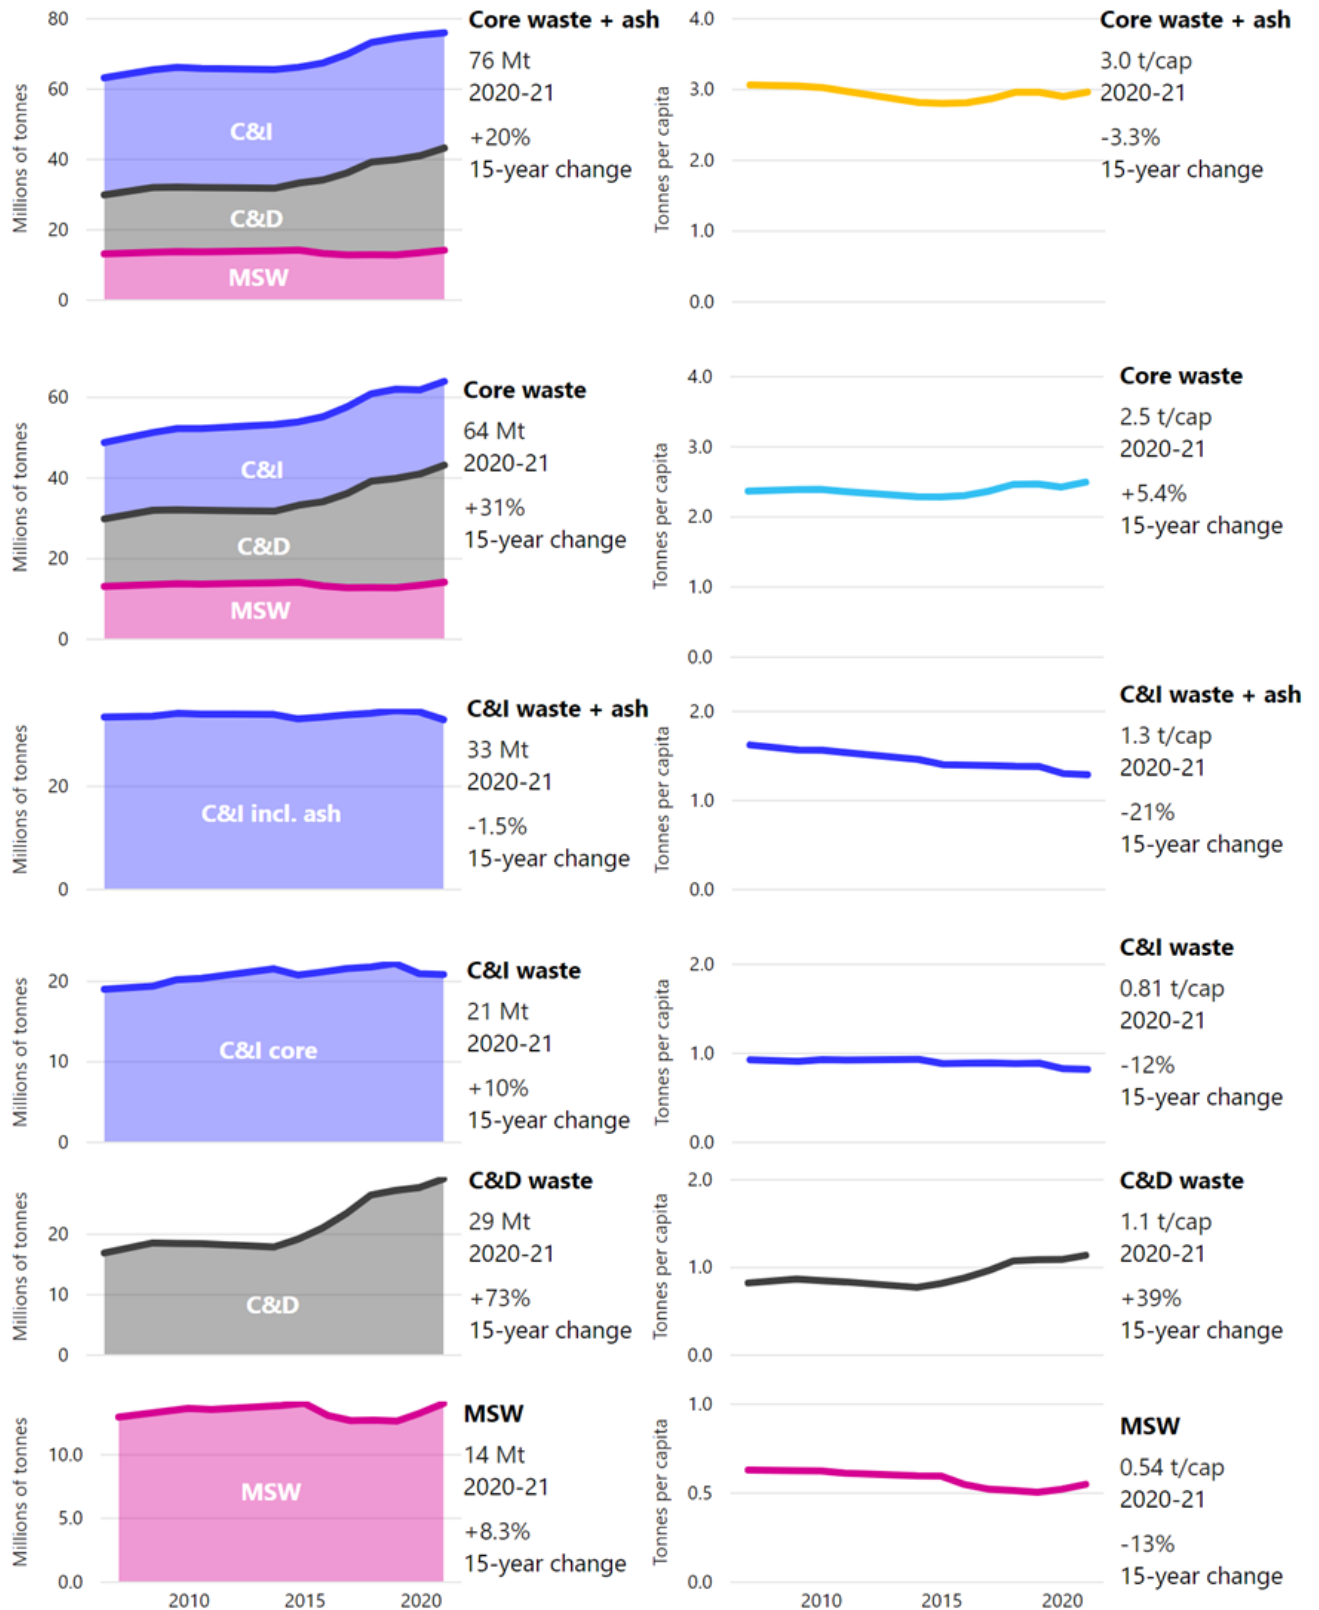 Millions of tonnes
80
60
40
20
0
C&I
C&D
MSW
Core waste + ash
76 Mt
2020-21
+20%
15-year change
Tonnes per capita
4.0
3.0
2.0
1.0
0.0
Core waste + ash
3.0 t/cap
2020-21
-3.3%
15-year change
Millions of tonnes
60
40
20
0
C&I
C&D
MSW
Core waste
64 Mt
2020-21
+31%
15-year change
Tonnes per capita
4.0
3.0
2.0
1.0
0.0
Core waste
2.5 t/cap
2020-21
+5.4%
15-year change
Millions of tonnes
20
0
C&I incl. ash
C&I waste + ash
33 Mt
2020-21
-1.5%
15-year change
Tonnes per capita
2.0
1.0
0.0
C&I waste + ash
1.3 t/cap
2020-21
-21%
15-year change
Millions of tonnes
20
10
0
C&I core
C&I waste
21 Mt
2020-21
+10%
15-year change
Tonnes per capita
2.0
1.0
0.0
C&I waste
0.81 t/cap
2020-21
-12%
15-year change
Millions of tonnes
20
10
0
C&D
C&D waste
29 Mt
2020-21
+73%
15-year change
Tonnes per capita
2.0
1.0
0.0
C&D waste
1.1 t/cap
2020-21
+39%
15-year change
Millions of tonnes
10.0
5.0
0.0
MSW
2010 2015 2020
MSW
14 Mt
2020-21
+8.3%
15-year change
Tonnes per capita
1.0
0.5
0.0
2010 2015 2020
MSW
0.54 t/cap
2020-21
-13%
15-year change